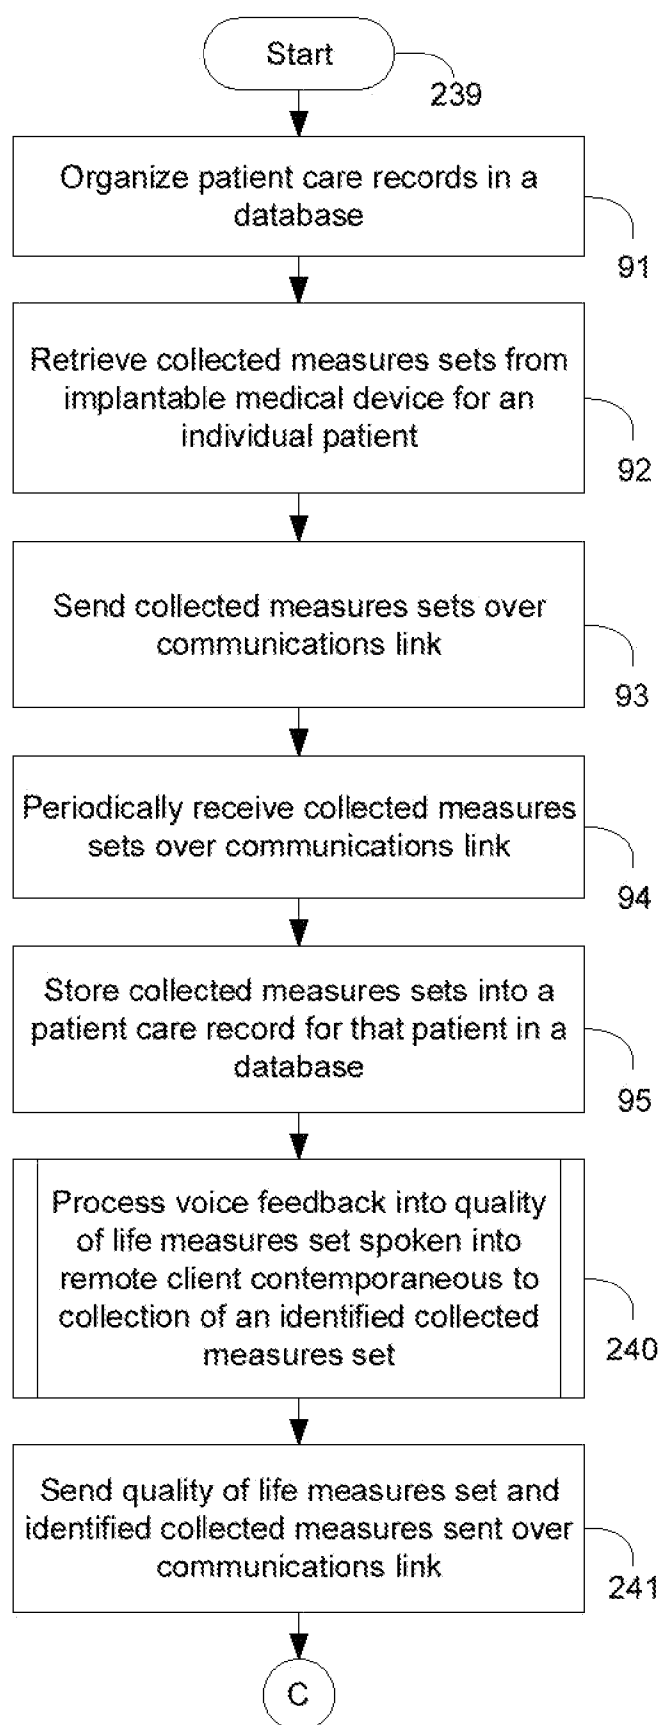 Start
239
Organize patient care records in a
database
91
Retrieve collected measures sets from
implantable medical device for an
individual patient
92
Send collected measures sets over
communications link
93
Periodically receive collected measures
sets over communications link
94
Store collected measures sets into a
patient care record for that patient in a
database
95
Process voice feedback into quality
of life measures set spoken into
remote client contemporaneous to
collection of an identified collected
measures set
240
Send quality of life measures set and
identified collected measures sent over
communications link
241
C